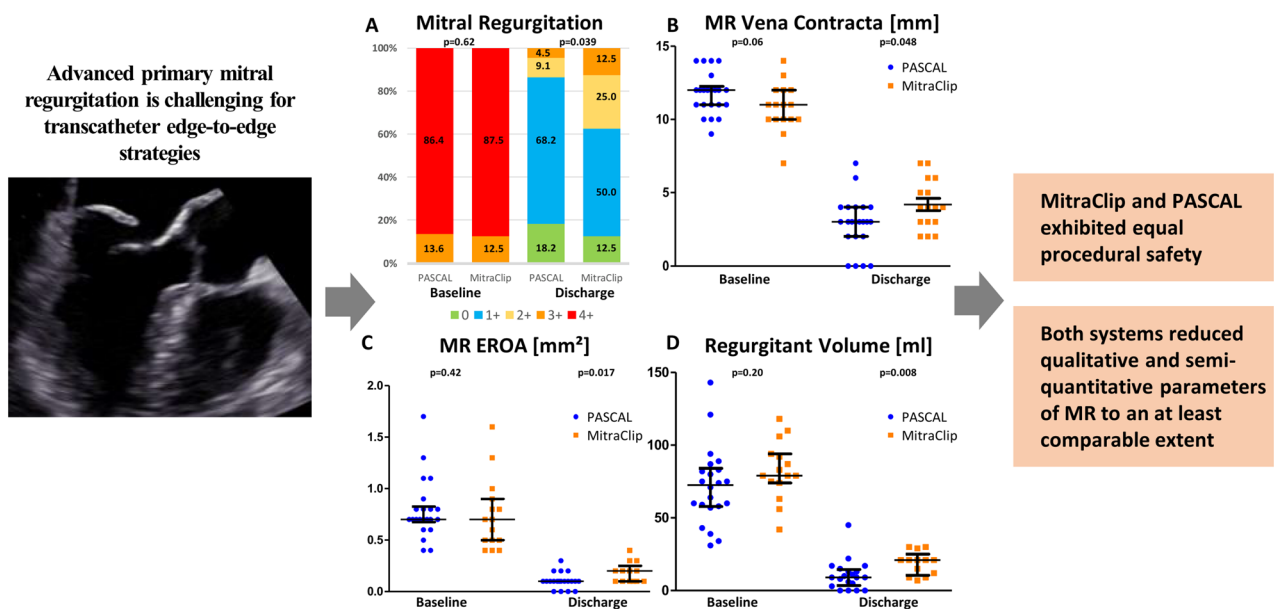 Advanced primary mitral
regurgitation is challenging for
transcatheter edge-to-edge
strategies
A
Mitral Regurgitation
p=0.62
p=0.039
100%
80%
60%
40%
20%
0%
86.4
13.6
87.5
12.5
4.5
9.1
68.2
18.2
12.5
25.0
50.0
12.5
PASCAL
MitraClip
PASCAL
MitraClip
Baseline
Discharge
0
1+
2+
3+
4+
B
MR Vena Contracta [mm]
p=0.06
p=0.048
PASCAL
MitraClip
15
10
5
0
Baseline
Discharge
C
MR EROA [mm²]
p=0.42
p=0.017
PASCAL
MitraClip
2.0
1.5
1.0
0.5
0.0
Baseline
Discharge
D
Regurgitant Volume [ml]
p=0.20
p=0.008
PASCAL
MitraClip
150
100
50
0
Baseline
Discharge
MitraClip and PASCAL
exhibited equal
procedural safety
Both systems reduced
qualitative and semi-
quantitative parameters
of MR to an at least
comparable extent